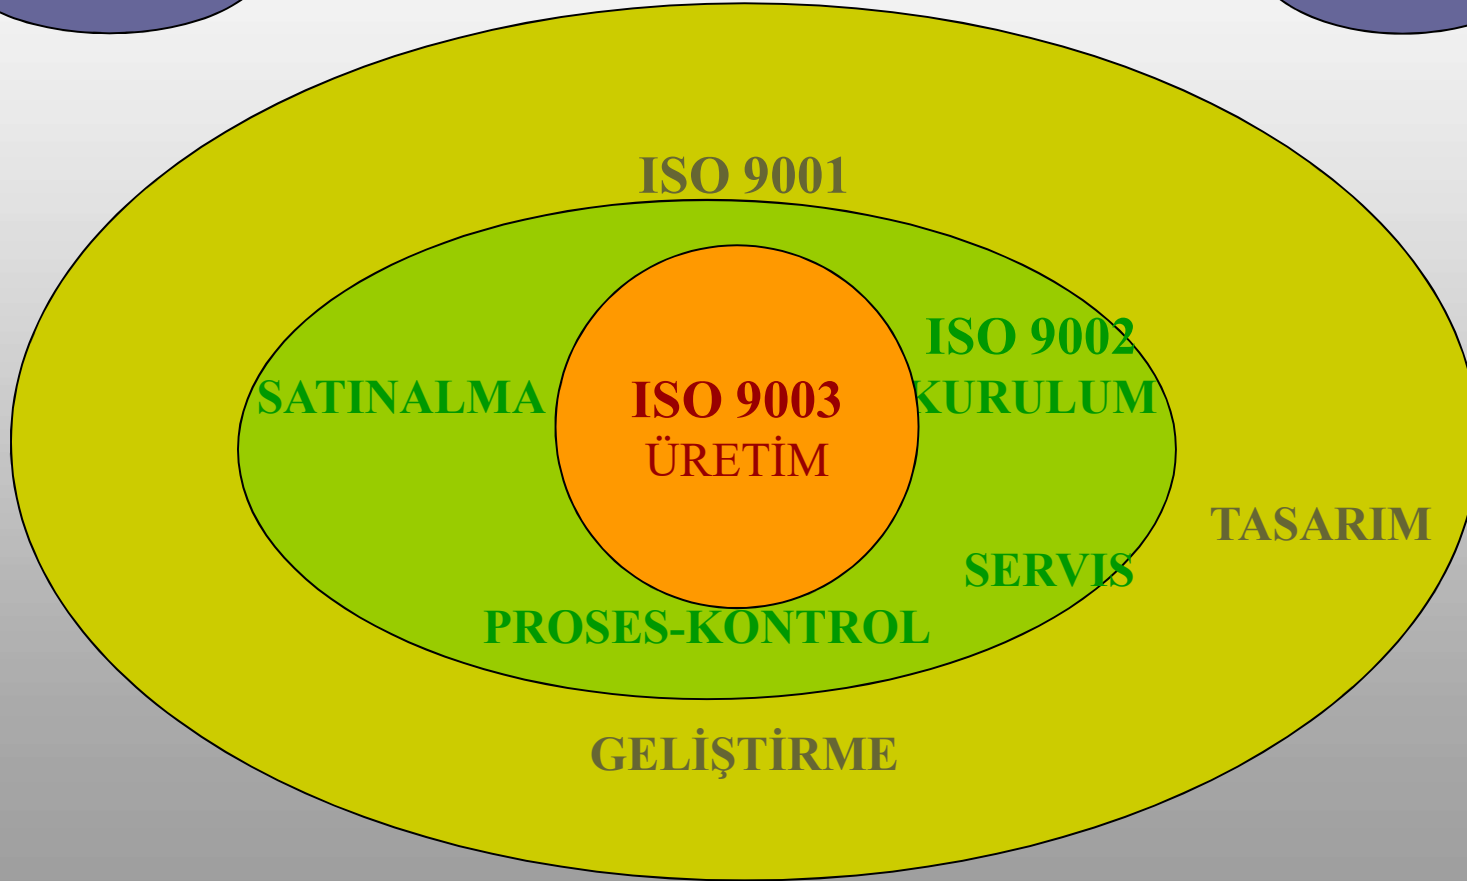 ISO 9001
ISO 9002
SATINALMA
KURULUM
ISO 9003
ÜRETİM
TASARIM
SERVIS
PROSES-KONTROL
GELİŞTİRME